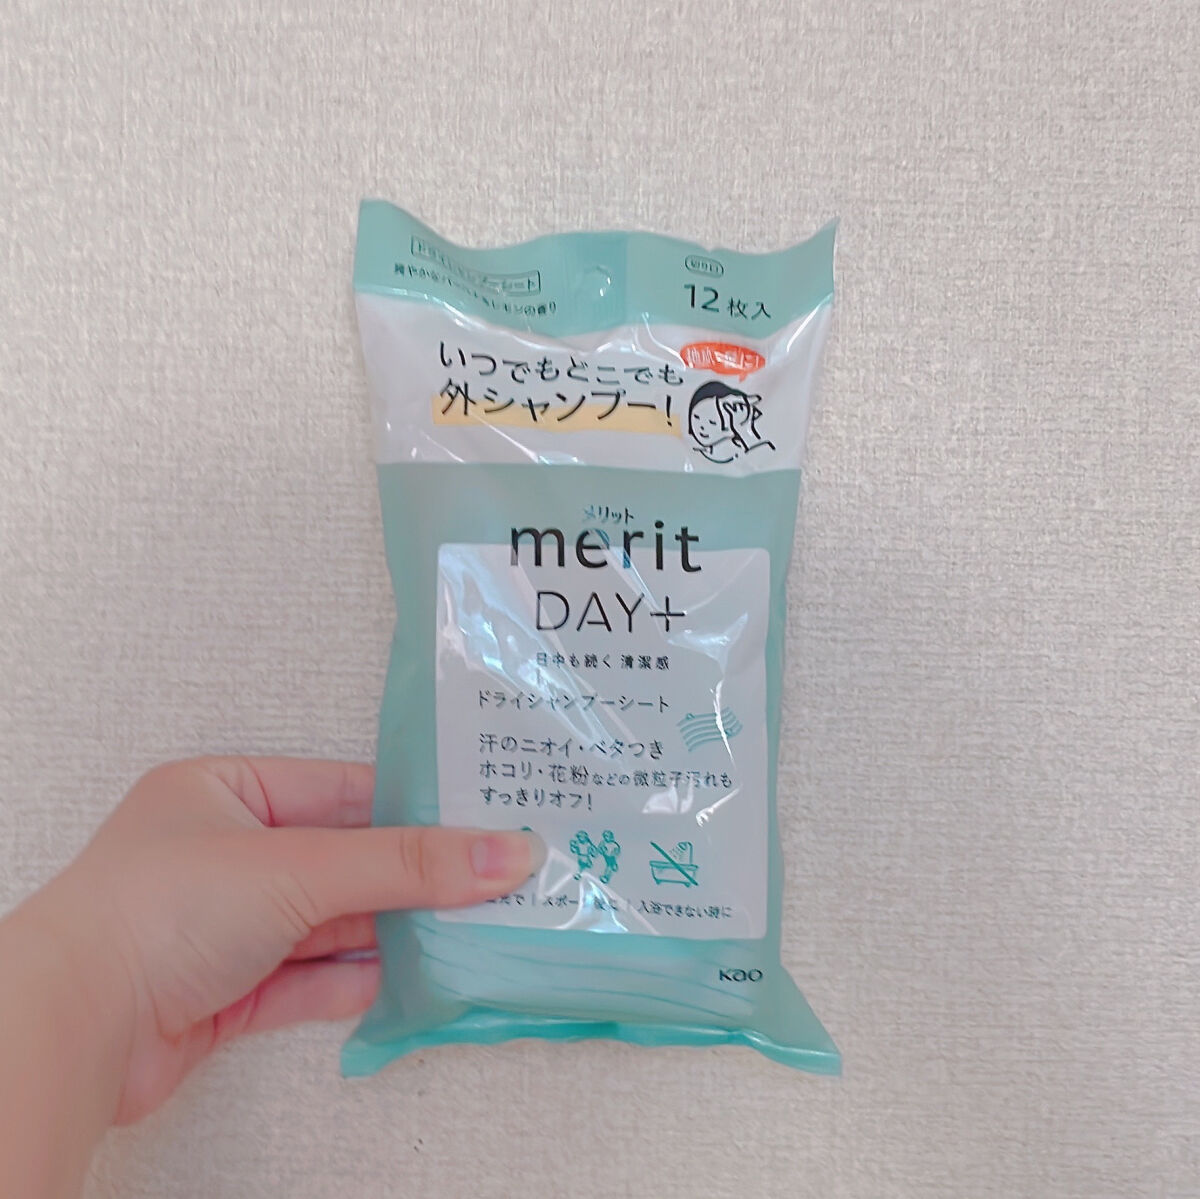 切り口
12枚入
いつでもどこでも
外シャンプー!
メリット
merit
DAY+
日中も続く 清潔感
ドライシャンプーシート
汗のニオイ・ベタつき
ホコリ・花粉などの微粒子汚れも
すっきりオフ!
入浴できない時に
Kao